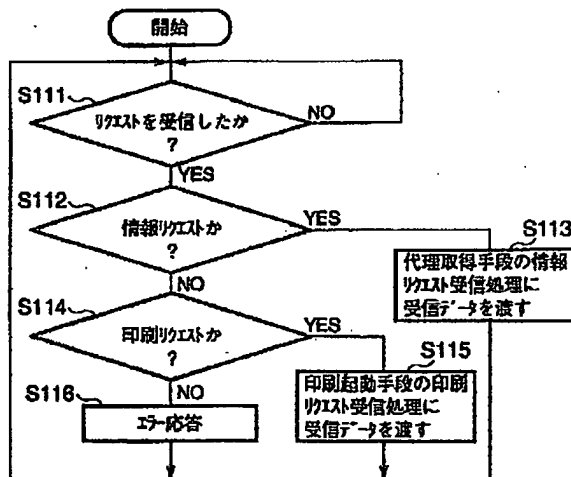 開始
S111
リクエストを受信したか
?
NO
YES
S112
情報リクエストか
?
YES
NO
S113
代理取得手段の情報
リクエスト受信処理に
受信データを渡す
S114
印刷リクエストか
?
YES
NO
S115
印刷起動手段の印刷
リクエスト受信処理に
受信データを渡す
S116
エラー応答